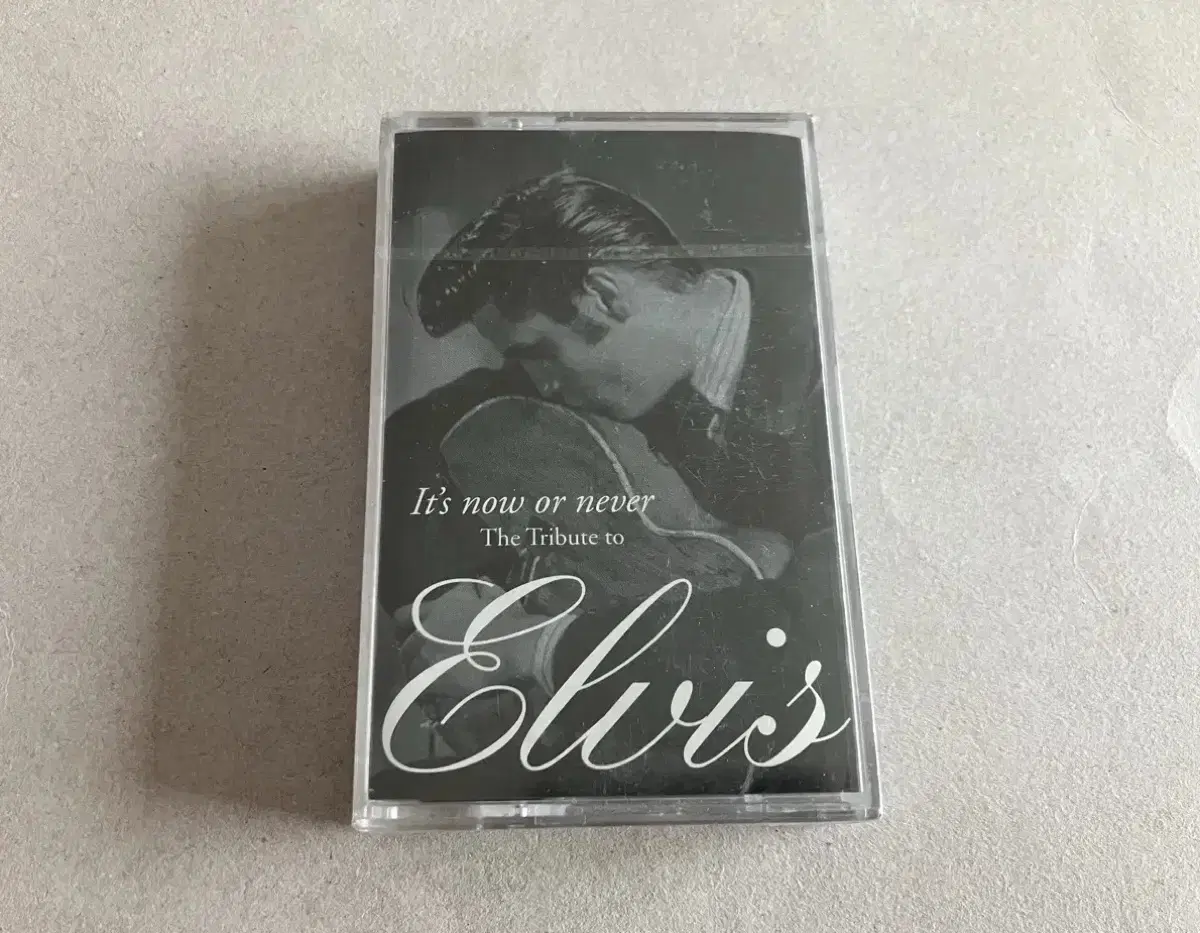 It's now or never
The Tribute to
Elvis